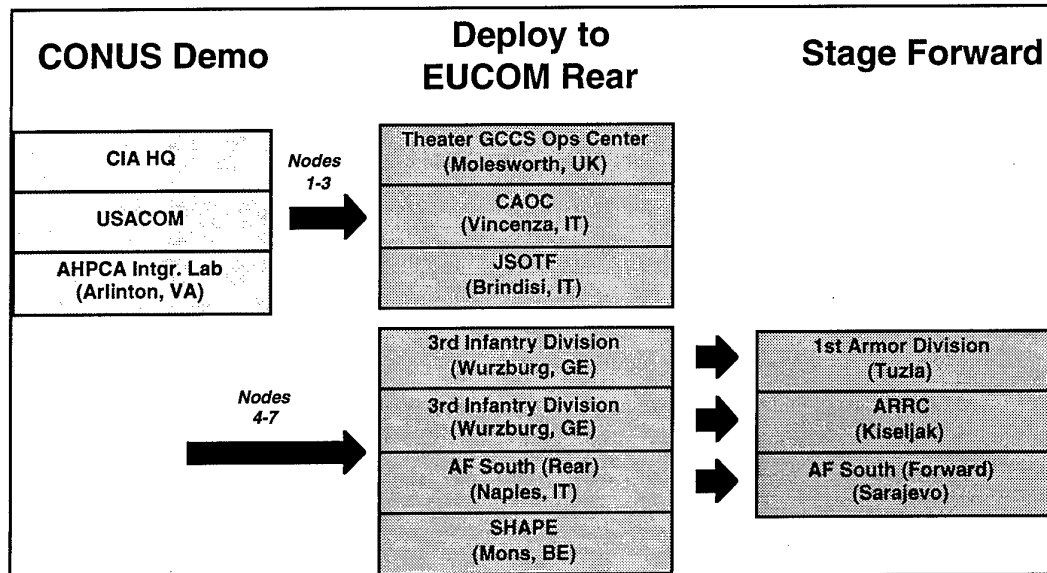 CONUS Demo
Deploy to
EUCOM Rear
Stage Forward
CIA HQ
USACOM
AHPCA Intgr. Lab
(Arlinton, VA)
Nodes
1-3
Theater GCCS Ops Center
(Molesworth, UK)
CAOC
(Vincenza, IT)
JSOTF
(Brindisi, IT)
Nodes
4-7
3rd Infantry Division
(Wurzburg, GE)
3rd Infantry Division
(Wurzburg, GE)
AF South (Rear)
(Naples, IT)
SHAPE
(Mons, BE)
1st Armor Division
(Tuzla)
ARRC
(Kiseljak)
AF South (Forward)
(Sarajevo)